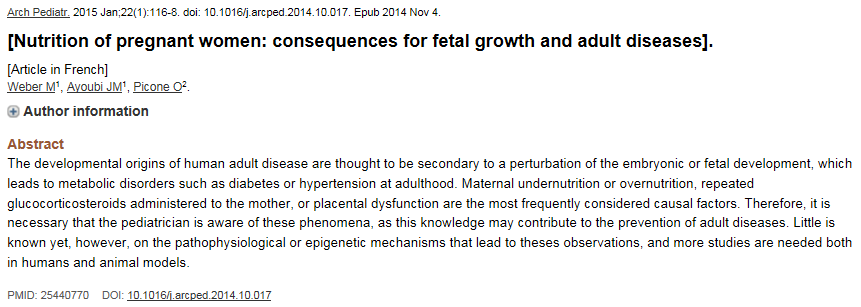 Arch Pediatr. 2015 Jan;22(1):116-8. doi: 10.1016/j.arcped.2014.10.017. Epub 2014 Nov 4.
[Nutrition of pregnant women: consequences for fetal growth and adult diseases].
[Article in French]
Weber M1, Ayoubi JM1, Picone O2.
Author information
Abstract
The developmental origins of human adult disease are thought to be secondary to a perturbation of the embryonic or fetal development, which
leads to metabolic disorders such as diabetes or hypertension at adulthood. Maternal undernutrition or overnutrition, repeated
glucocorticosteroids administered to the mother, or placental dysfunction are the most frequently considered causal factors. Therefore, it is
necessary that the pediatrician is aware of these phenomena, as this knowledge may contribute to the prevention of adult diseases. Little is
known yet, however, on the pathophysiological or epigenetic mechanisms that lead to theses observations, and more studies are needed both
in humans and animal models.
PMID: 25440770 DOI: 10.1016/j.arcped.2014.10.017